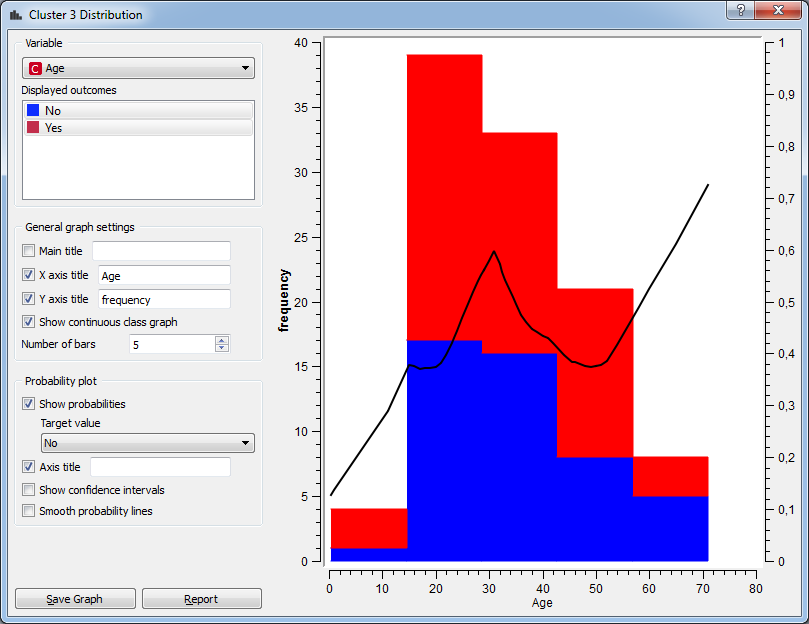 Cluster 3 Distribution
?
Variable
C Age
Displayed outcomes
No
Yes
General graph settings
Main title
X axis title Age
Y axis title frequency
Show continuous class graph
Number of bars 5
Probability plot
Show probabilities
Target value
No
Axis title
Show confidence intervals
Smooth probability lines
Save Graph Report
frequency
40
35
30
25
20
15
10
5
0
1
0,9
0,8
0,7
0,6
0,5
0,4
0,3
0,2
0,1
0
0 10 20 30 40 50 60 70 80
Age